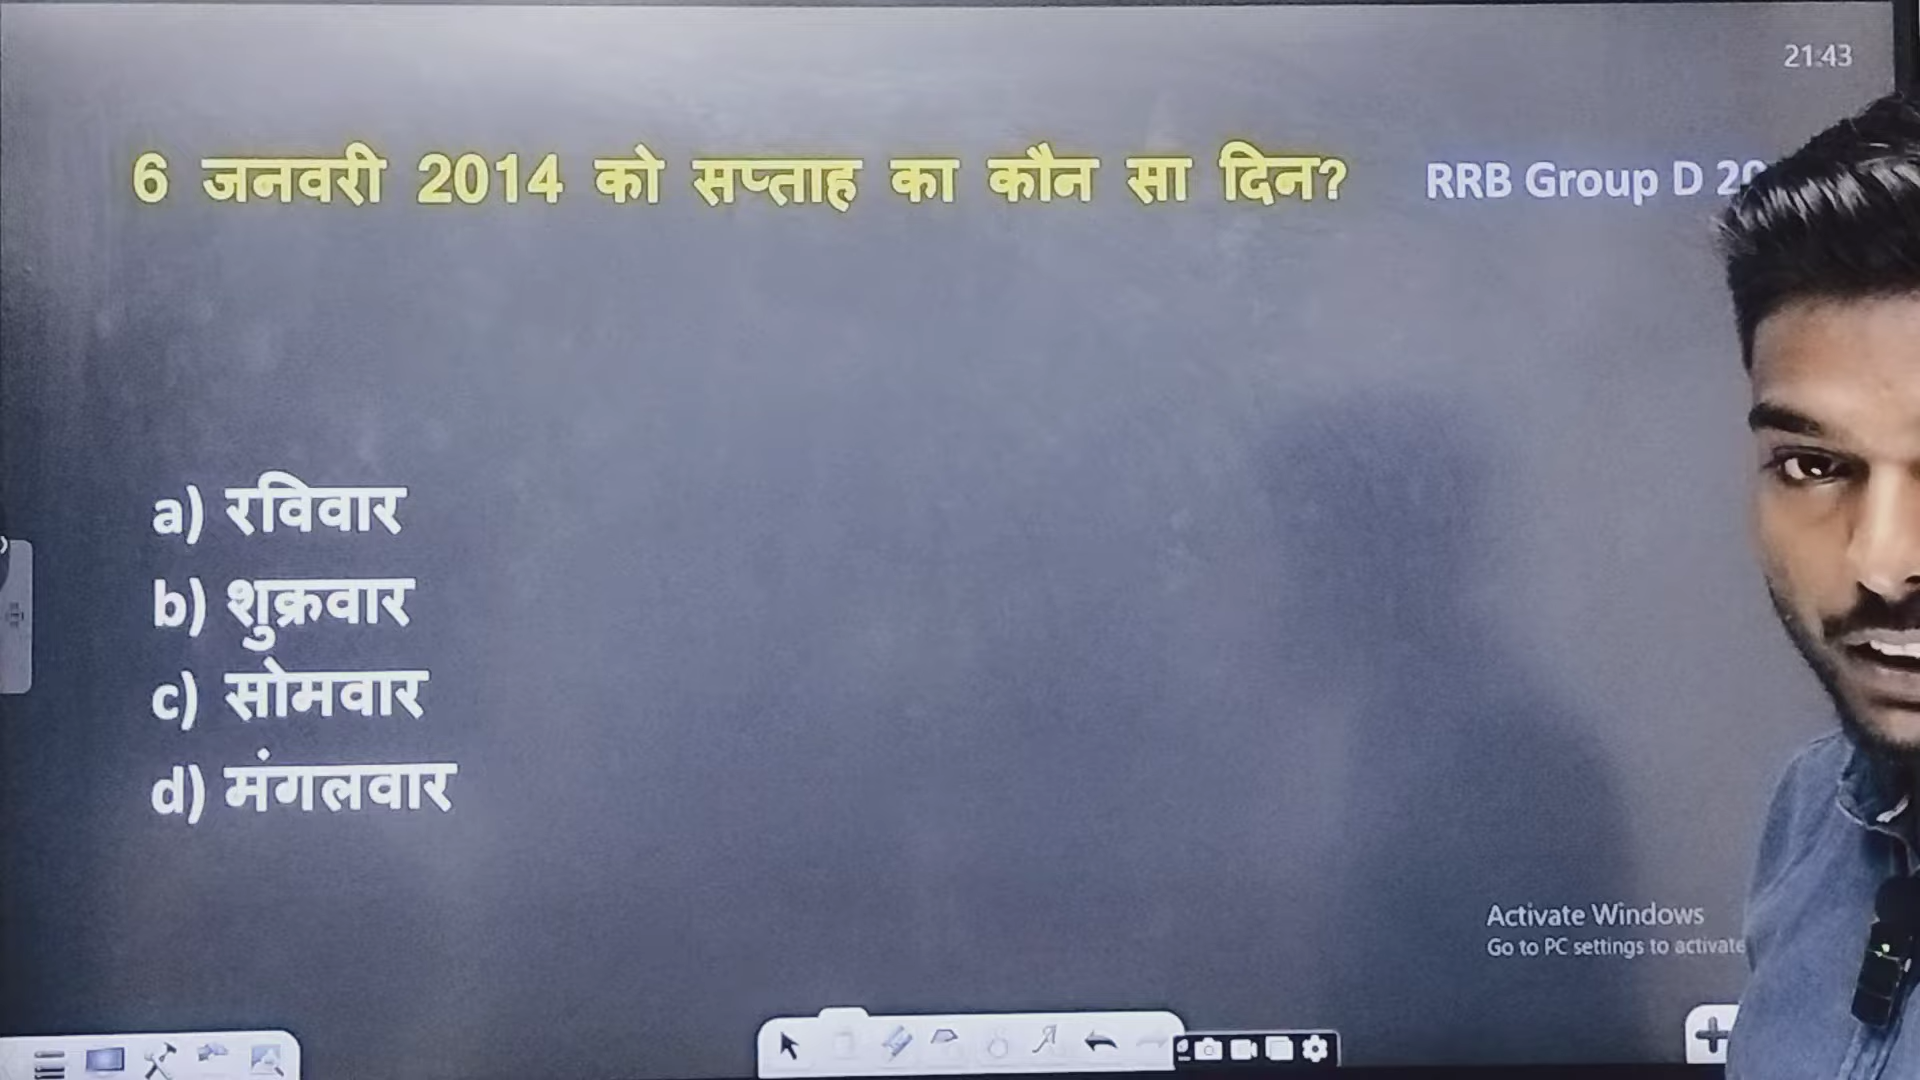 21:43
6 जनवरी 2014 को सप्ताह का कौन सा दिन? RRB Group D
a) रविवार
b) शुक्रवार
c) सोमवार
d) मंगलवार
Activate Windows
Go to PC settings to activate